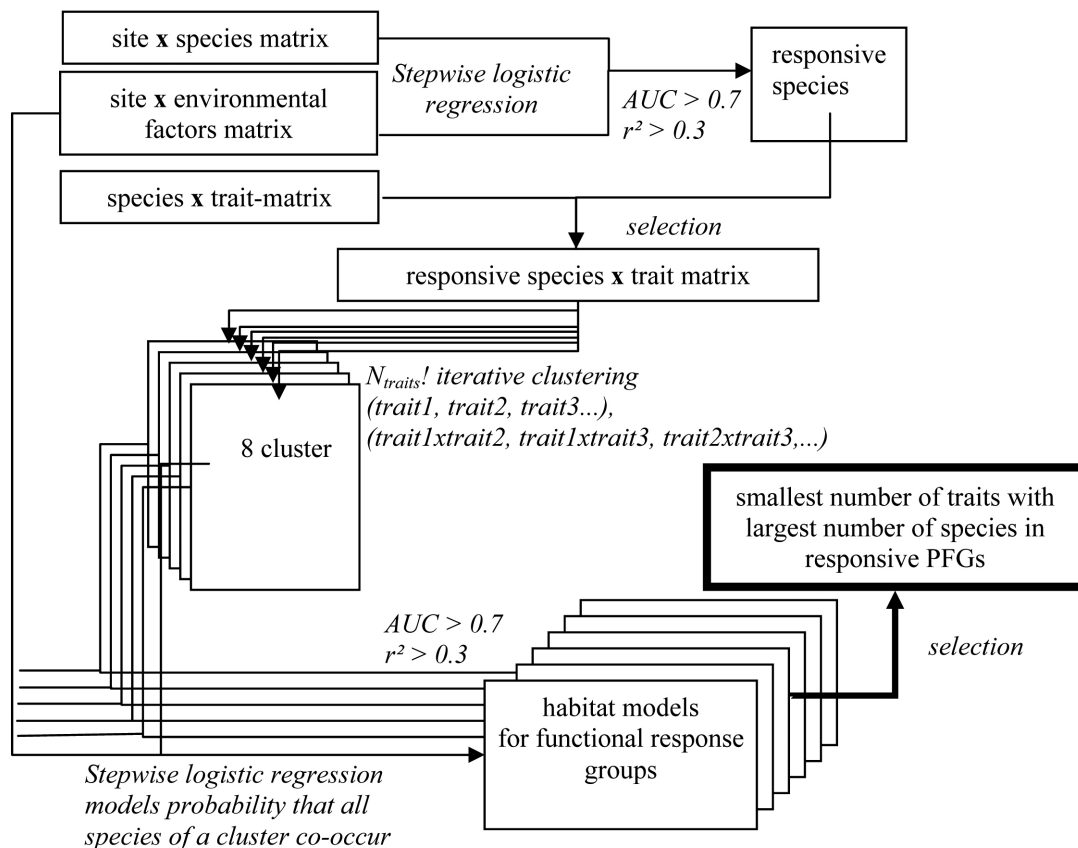 site x species matrix
site x environmental
factors matrix
Stepwise logistic
regression
AUC > 0.7
r² > 0.3
responsive
species
species x trait-matrix
selection
responsive species x trait matrix
N_traits! iterative clustering
(trait1, trait2, trait3...),
(trait1xtrait2, trait1xtrait3, trait2xtrait3,...)
8 cluster
smallest number of traits with
largest number of species in
responsive PFGs
AUC > 0.7
r² > 0.3
selection
habitat models
for functional response
groups
Stepwise logistic regression
models probability that all
species of a cluster co-occur